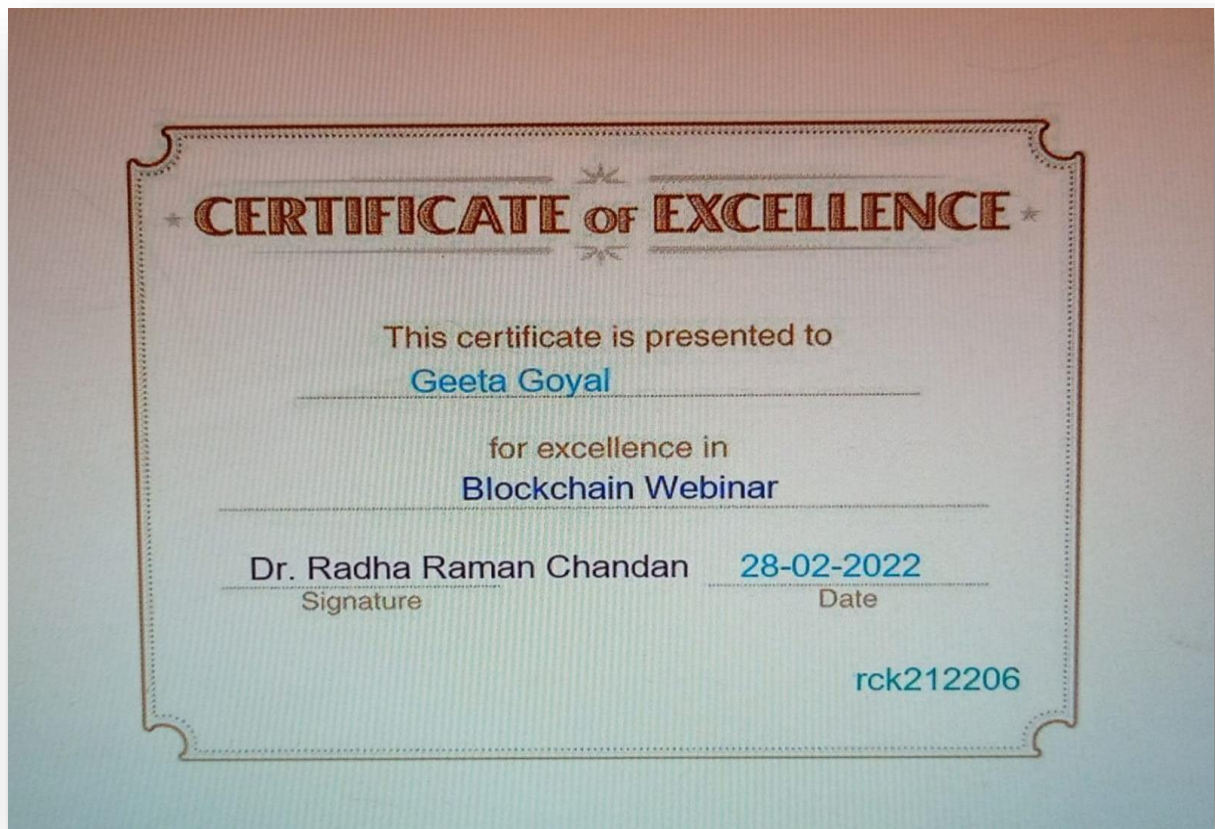 CERTIFICATE OF EXCELLENCE
This certificate is presented to
Geeta Goyal
for excellence in
Blockchain Webinar
Dr. Radha Raman Chandan 28-02-2022
Signature Date
rck212206